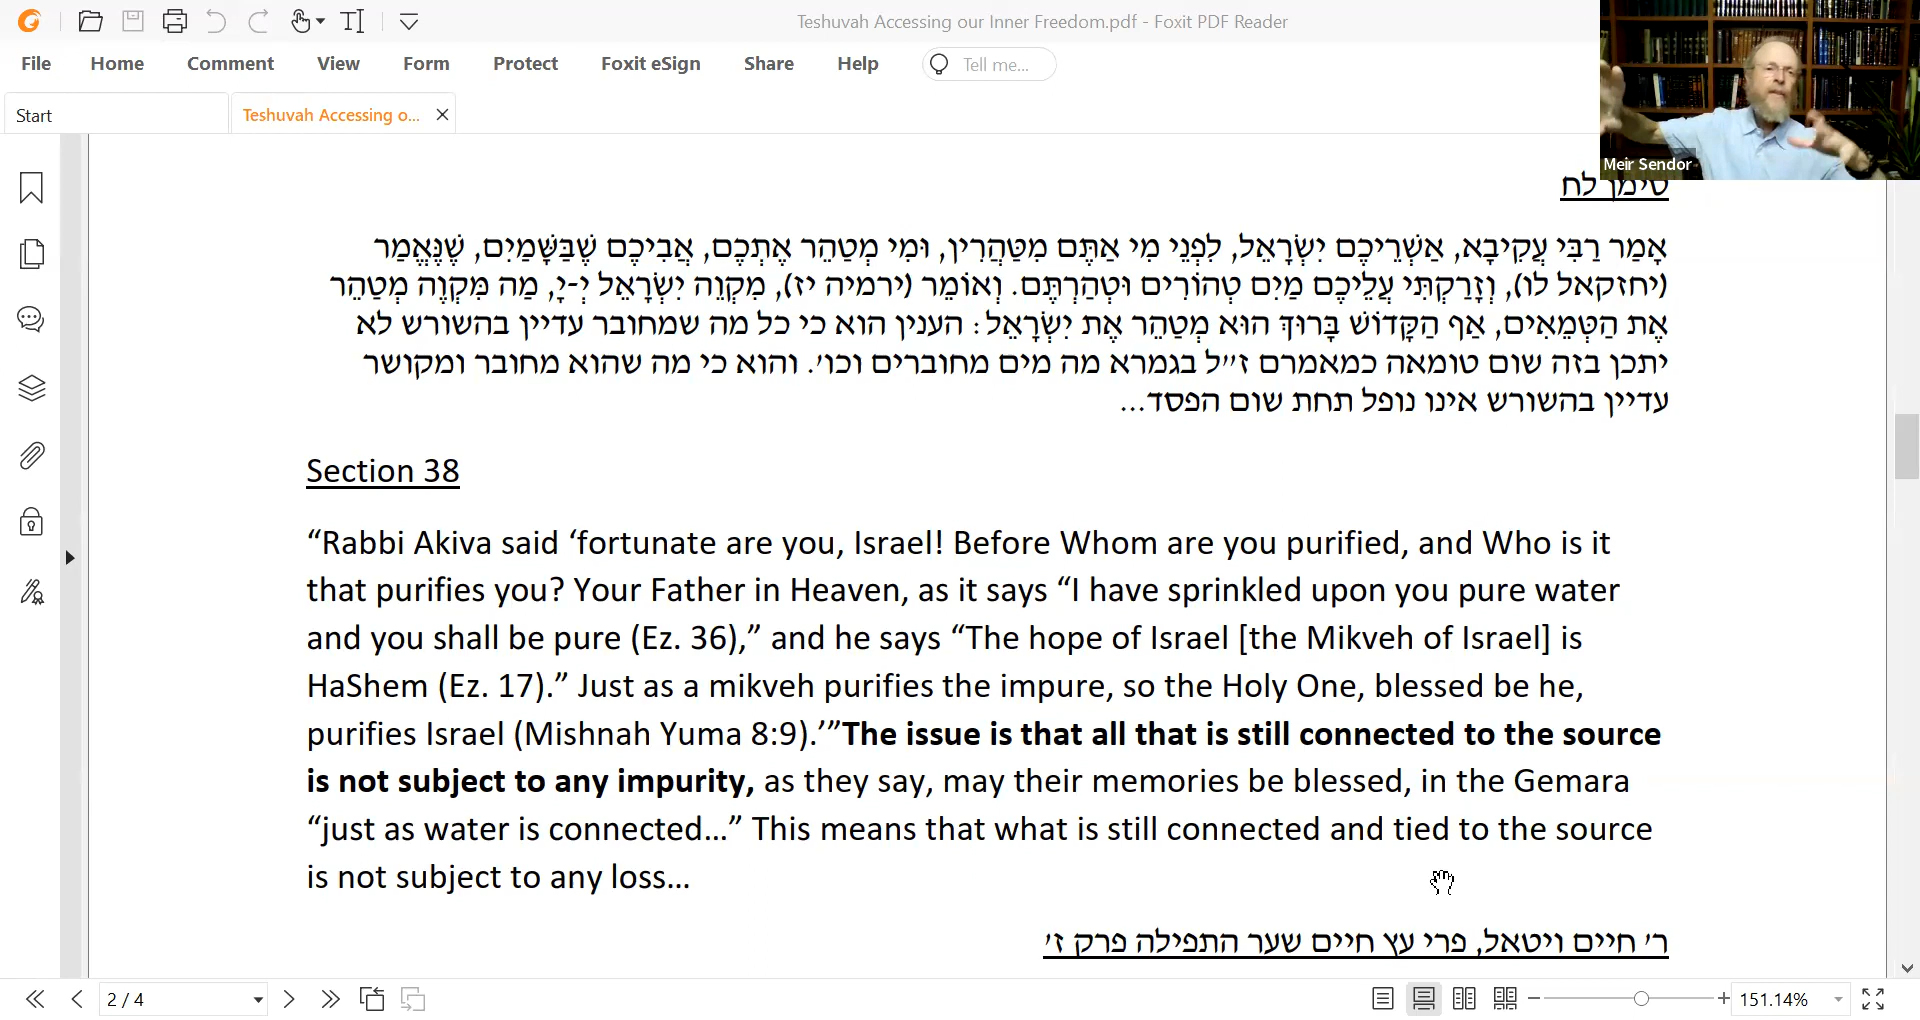 Teshuvah Accessing our Inner Freedom.pdf - Foxit PDF Reader
File Home Comment View Form Protect Foxit eSign Share Help Tell me...
Start Teshuvah Accessing o...
Meir Sendor
סימן לח
אָמַר רַבִּי עֲקִיבָא, אַשְׁרֵיכֶם יִשְׂרָאֵל, לִפְנֵי מִי אַתֶּם מִטַּהֲרִין, וּמִי מְטַהֵר אֶתְכֶם, אֲבִיכֶם שֶׁבַּשָּׁמַיִם, שֶׁנֶּאֱמַר
(יחזקאל לו), וְזָרַקְתִּי עֲלֵיכֶם מַיִם טְהוֹרִים וּטְהַרְתֶּם. וְאוֹמֵר (ירמיה יז), מִקְוֵה יִשְׂרָאֵל יְ-יָ, מַה מִּקְוֶה מְטַהֵר
אֶת הַטְּמֵאִים, אַף הַקָּדוֹשׁ בָּרוּךְ הוּא מְטַהֵר אֶת יִשְׂרָאֵל: הענין הוא כי כל מה שמחובר עדיין בהשורש לא
יתכן בזה שום טומאה כמאמרם ז״ל בגמרא מה מים מחוברים וכו׳. והוא כי מה שהוא מחובר ומקושר
עדיין בהשורש אינו נופל תחת שום הפסד...
Section 38
“Rabbi Akiva said ‘fortunate are you, Israel! Before Whom are you purified, and Who is it
that purifies you? Your Father in Heaven, as it says “I have sprinkled upon you pure water
and you shall be pure (Ez. 36),” and he says “The hope of Israel [the Mikveh of Israel] is
HaShem (Ez. 17).” Just as a mikveh purifies the impure, so the Holy One, blessed be he,
purifies Israel (Mishnah Yuma 8:9).’”The issue is that all that is still connected to the source
is not subject to any impurity, as they say, may their memories be blessed, in the Gemara
“just as water is connected…” This means that what is still connected and tied to the source
is not subject to any loss…
ר׳ חיים ויטאל, פרי עץ חיים שער התפילה פרק ז׳
2 / 4 151.14%